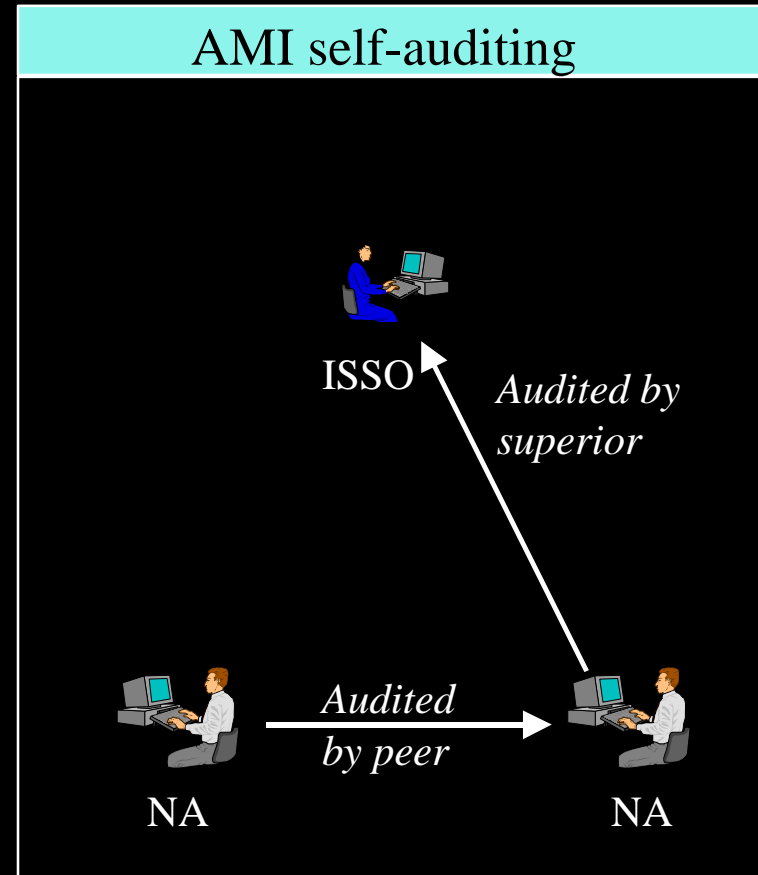 AMI self-auditing
ISSO
Audited by
superior
Audited
by peer
NA
NA